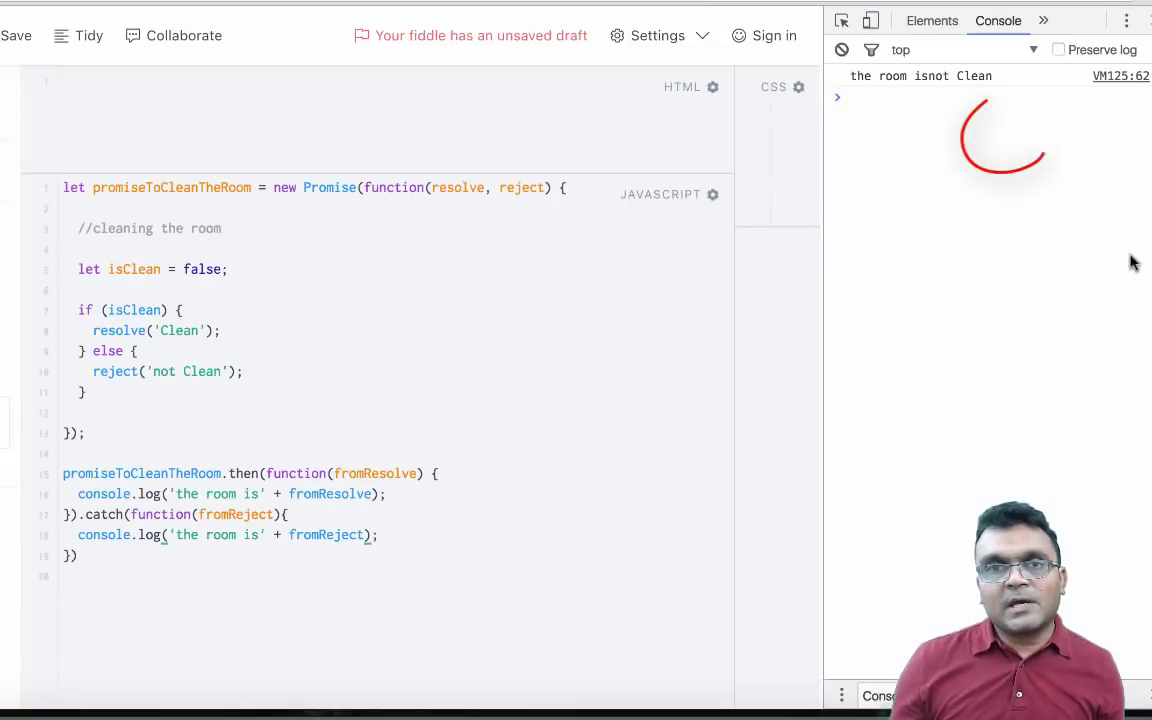 Save Tidy Collaborate Your fiddle has an unsaved draft Settings Sign in
Elements Console »
top Preserve log
the room isnot Clean VM125:62
>
1
HTML
CSS
JAVASCRIPT
1 let promiseToCleanTheRoom = new Promise(function(resolve, reject) {
2
3 //cleaning the room
4
5 let isClean = false;
6
7 if (isClean) {
8 resolve('Clean');
9 } else {
10 reject('not Clean');
11 }
12
13 });
14
15 promiseToCleanTheRoom.then(function(fromResolve) {
16 console.log('the room is' + fromResolve);
17 }).catch(function(fromReject){
18 console.log('the room is' + fromReject);
19 })
20